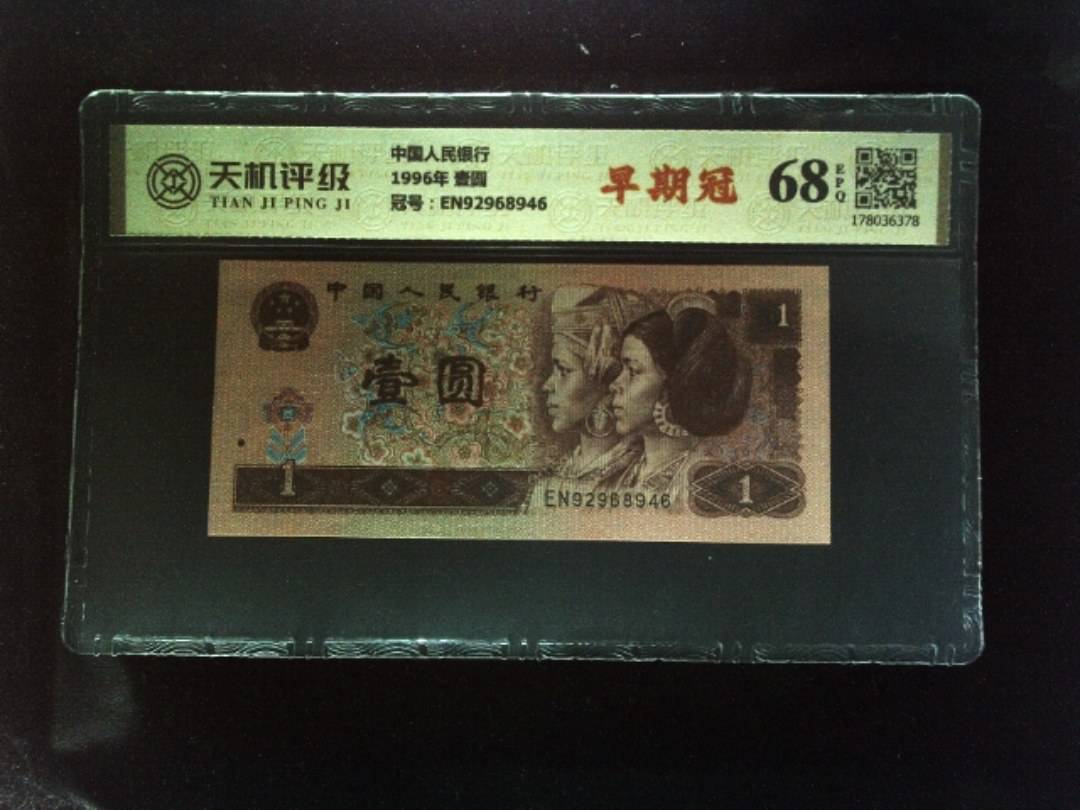 天机评级
TIAN JI PING JI
中国人民银行
1996年 壹圆
冠号：EN92968946
早期冠
68
EPQ
178036378
中国人民银行
1
壹圆
1
EN92968946
1